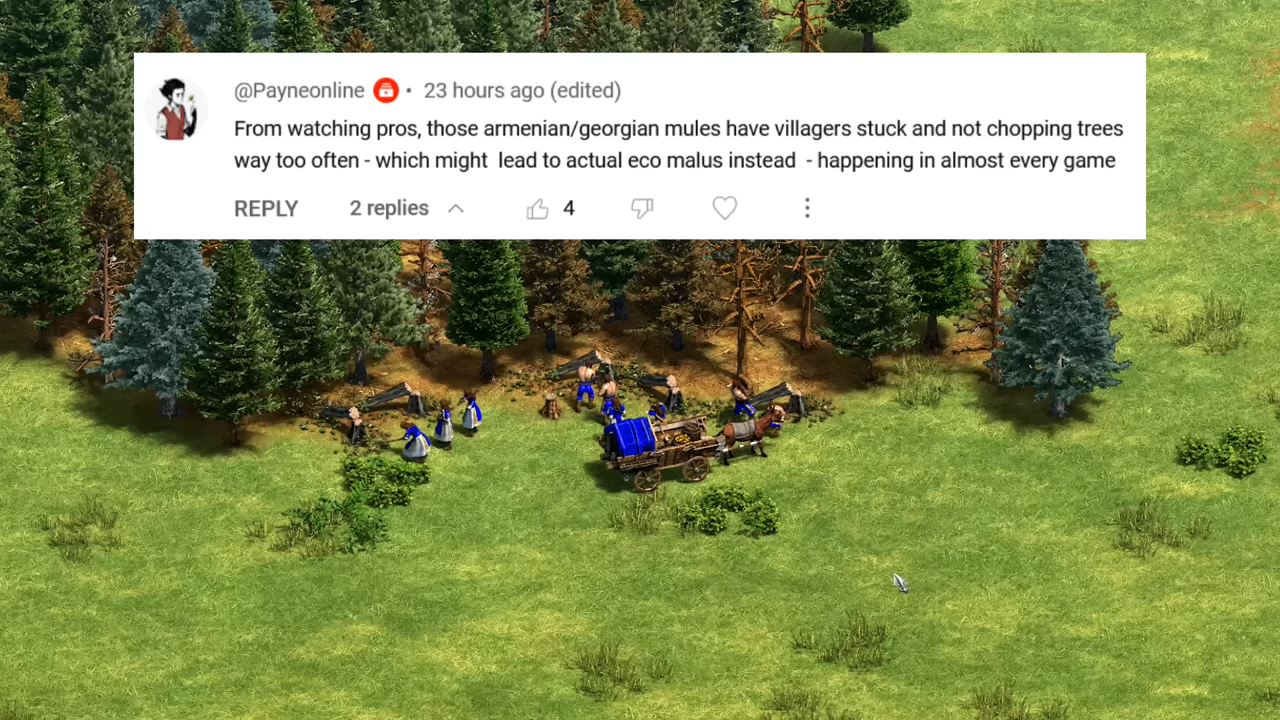 @Payneonline • 23 hours ago (edited)
From watching pros, those armenian/georgian mules have villagers stuck and not chopping trees
way too often - which might  lead to actual eco malus instead  - happening in almost every game
REPLY 2 replies 4